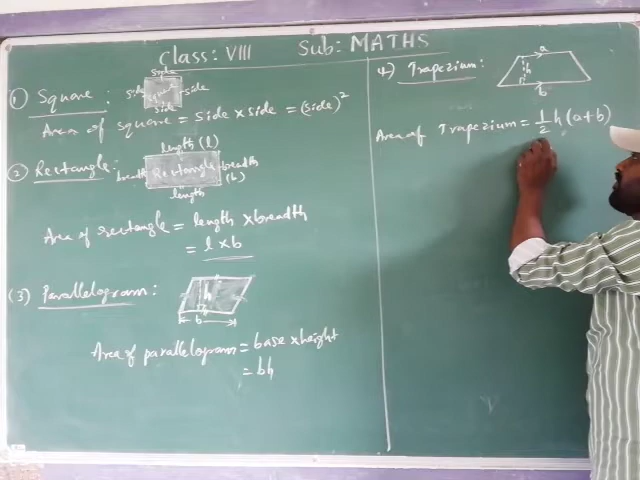 Class: VIII Sub: MATHS
① Square:
side
side square side
side
Area of square = side × side = (side)²
② Rectangle:
length (l)
breadth Rectangle breadth
(b)
length
Area of rectangle = length × breadth
= l × b
(3) Parallelogram:
h
b
Area of parallelogram = base × height
= bh
4) Trapezium:
a
h
b
Area of Trapezium = 1/2 h (a+b)